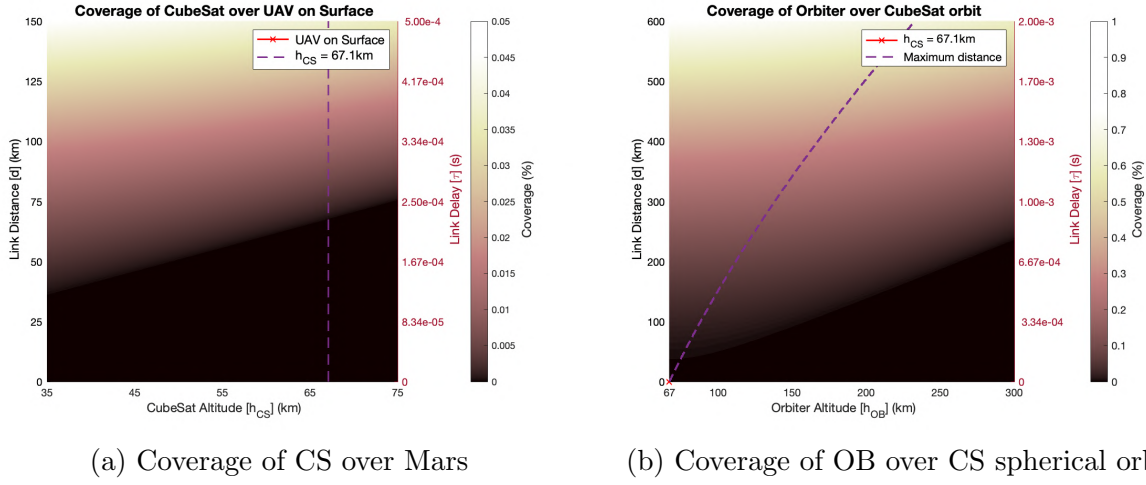 Coverage of CubeSat over UAV on Surface
150
125
100
75
50
25
0
Link Distance [d] (km)
35
45
55
65
75
CubeSat Altitude [h_CS] (km)
UAV on Surface
h_CS = 67.1km
5.00e-4
4.17e-04
3.34e-04
2.50e-04
1.67e-04
8.34e-05
0
Link Delay [τ] (s)
0.05
0.045
0.04
0.035
0.03
0.025
0.02
0.015
0.01
0.005
0
Coverage (%)
(a) Coverage of CS over Mars
Coverage of Orbiter over CubeSat orbit
600
500
400
300
200
100
0
Link Distance [d] (km)
67
100
150
200
250
300
Orbiter Altitude [h_OB] (km)
h_CS = 67.1km
Maximum distance
2.00e-3
1.70e-3
1.30e-3
1.00e-3
6.67e-04
3.34e-04
0
Link Delay [τ] (s)
1
0.9
0.8
0.7
0.6
0.5
0.4
0.3
0.2
0.1
0
Coverage (%)
(b) Coverage of OB over CS spherical orb